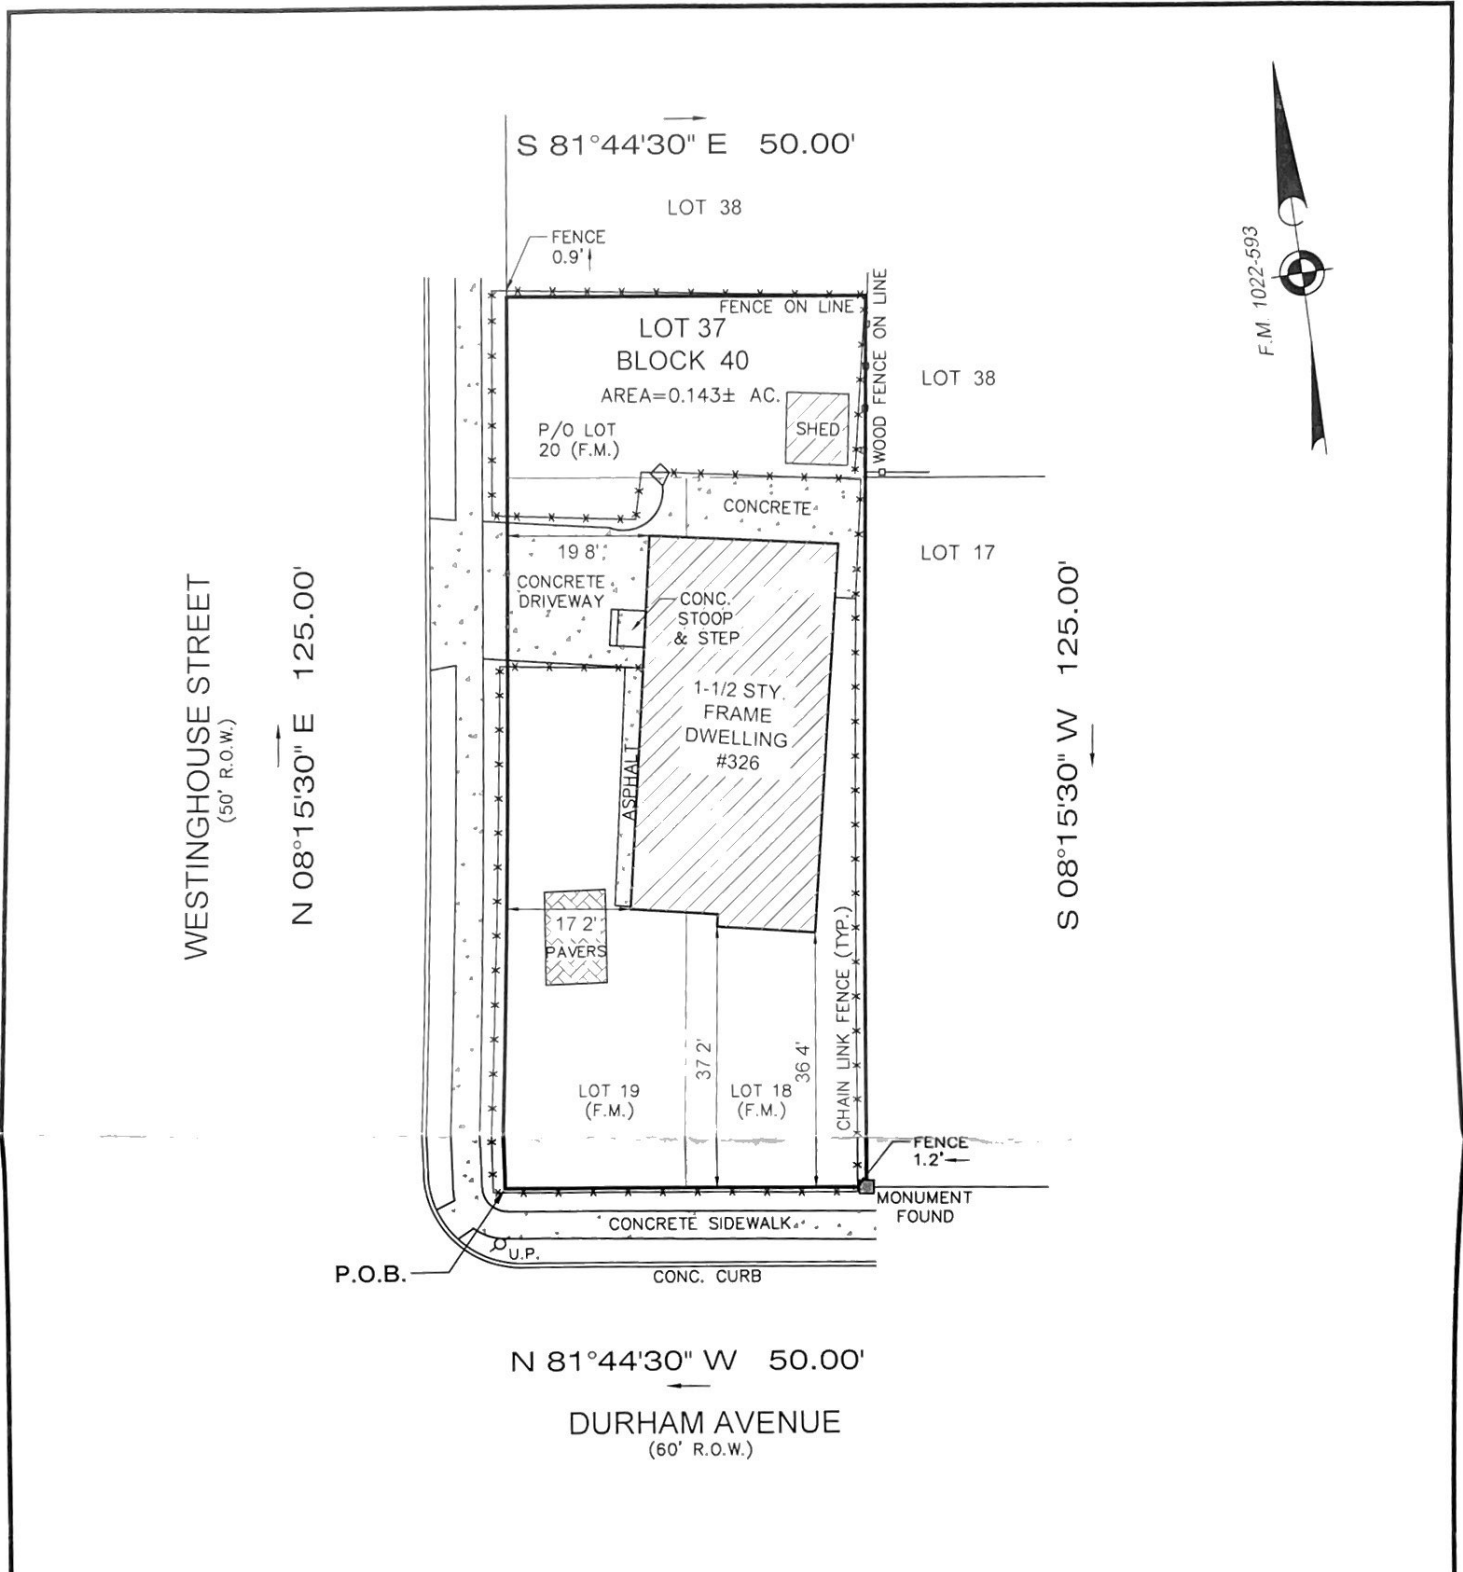 S 81°44'30" E 50.00'
LOT 38
FENCE
0.9'
F.M. 1022-593
FENCE ON LINE
WOOD FENCE ON LINE
LOT 37
BLOCK 40
AREA=0.143± AC.
LOT 38
P/O LOT
20 (F.M.)
SHED
CONCRETE
LOT 17
19 8'
CONCRETE
DRIVEWAY
CONC.
STOOP
& STEP
WESTINGHOUSE STREET
(50' R.O.W.)
N 08°15'30" E 125.00'
S 08°15'30" W 125.00'
1-1/2 STY.
FRAME
DWELLING
#326
ASPHALT
17 2'
PAVERS
CHAIN LINK FENCE (TYP.)
37 2'
36 4'
LOT 19
(F.M.)
LOT 18
(F.M.)
FENCE
1.2'
MONUMENT
FOUND
CONCRETE SIDEWALK
U.P.
P.O.B.
CONC. CURB
N 81°44'30" W 50.00'
DURHAM AVENUE
(60' R.O.W.)